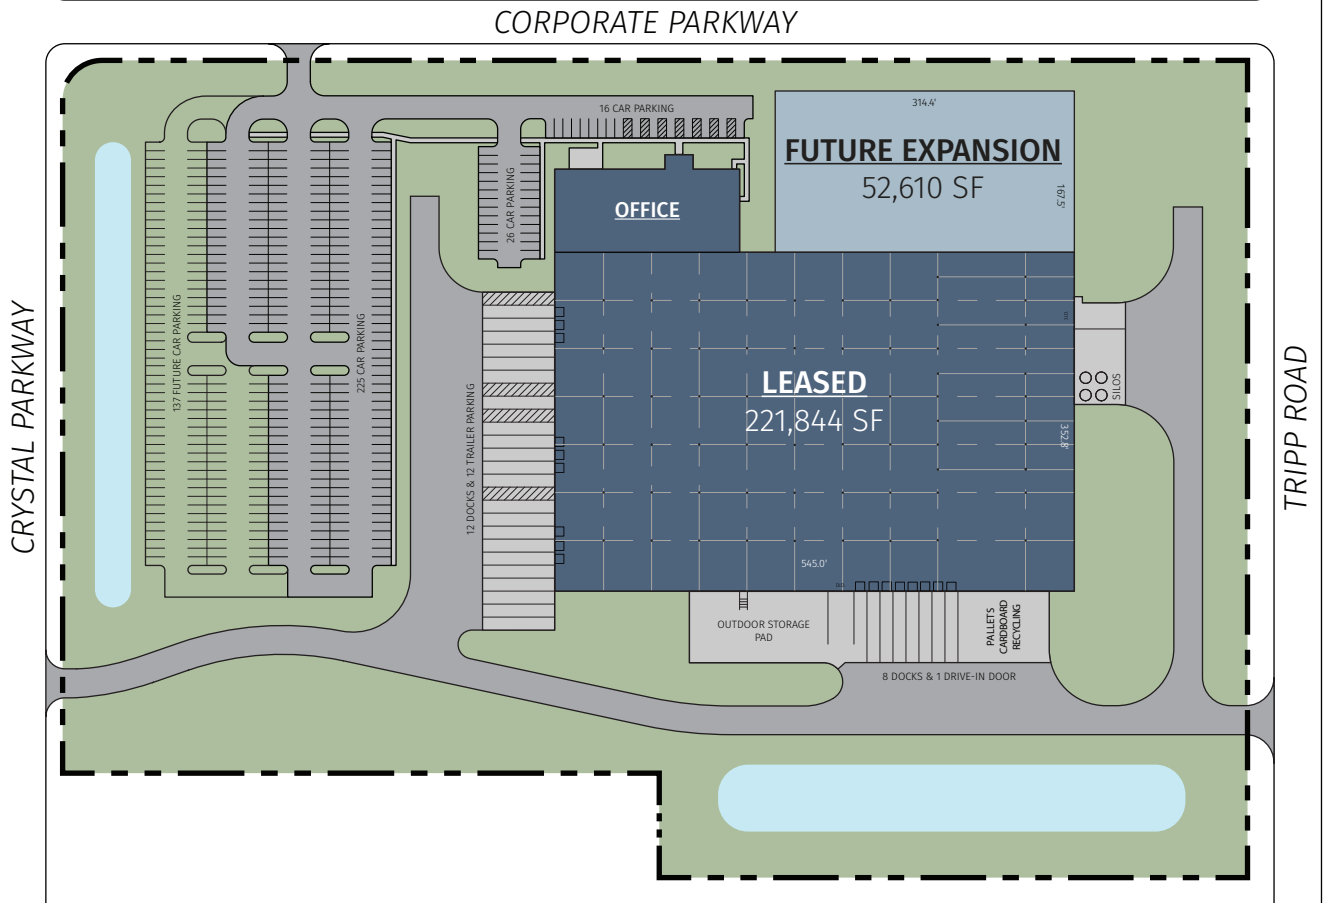 CORPORATE PARKWAY
16 CAR PARKING
314.4'
FUTURE EXPANSION
52,610 SF
167.5'
26 CAR PARKING
OFFICE
137 FUTURE CAR PARKING
225 CAR PARKING
CRYSTAL PARKWAY
12 DOCKS & 12 TRAILER PARKING
LEASED
221,844 SF
352.8'
SILOS
TRIPP ROAD
545.0'
OUTDOOR STORAGE
PAD
PALLETS
CARDBOARD
RECYCLING
8 DOCKS & 1 DRIVE-IN DOOR